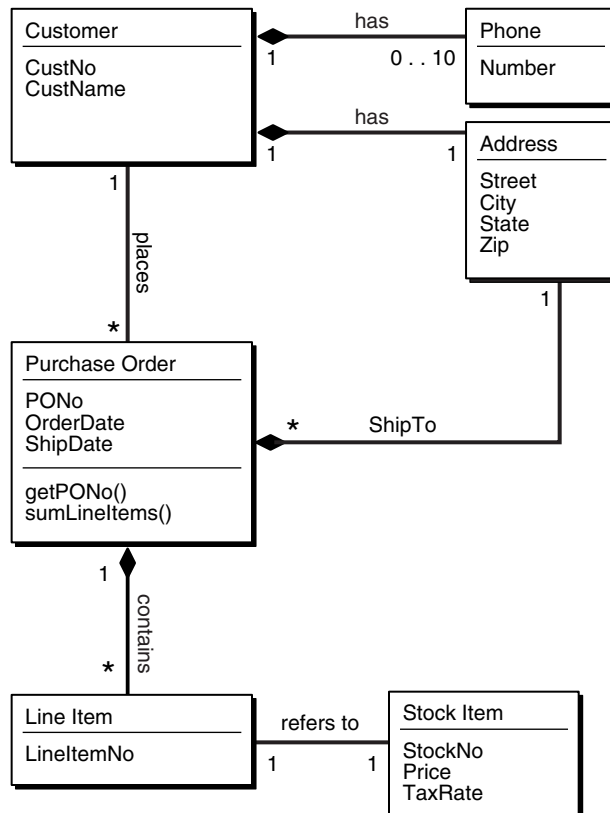 Customer
CustNo
CustName
has
1
0 . . 10
Phone
Number
has
1
1
Address
Street
City
State
Zip
1
places
*
1
Purchase Order
PONo
OrderDate
ShipDate
getPONo()
sumLineItems()
*
ShipTo
1
contains
*
Line Item
LineItemNo
refers to
1
1
Stock Item
StockNo
Price
TaxRate